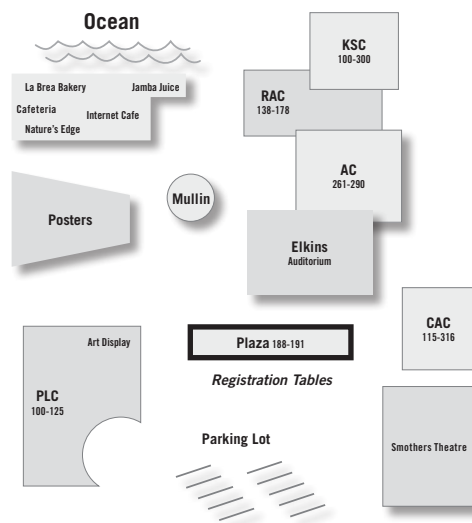 Ocean
KSC
100-300
La Brea Bakery
Jamba Juice
RAC
138-178
Cafeteria
Internet Cafe
Nature's Edge
AC
261-290
Mullin
Posters
Elkins
Auditorium
CAC
115-316
Art Display
Plaza 188-191
Registration Tables
PLC
100-125
Parking Lot
Smothers Theatre